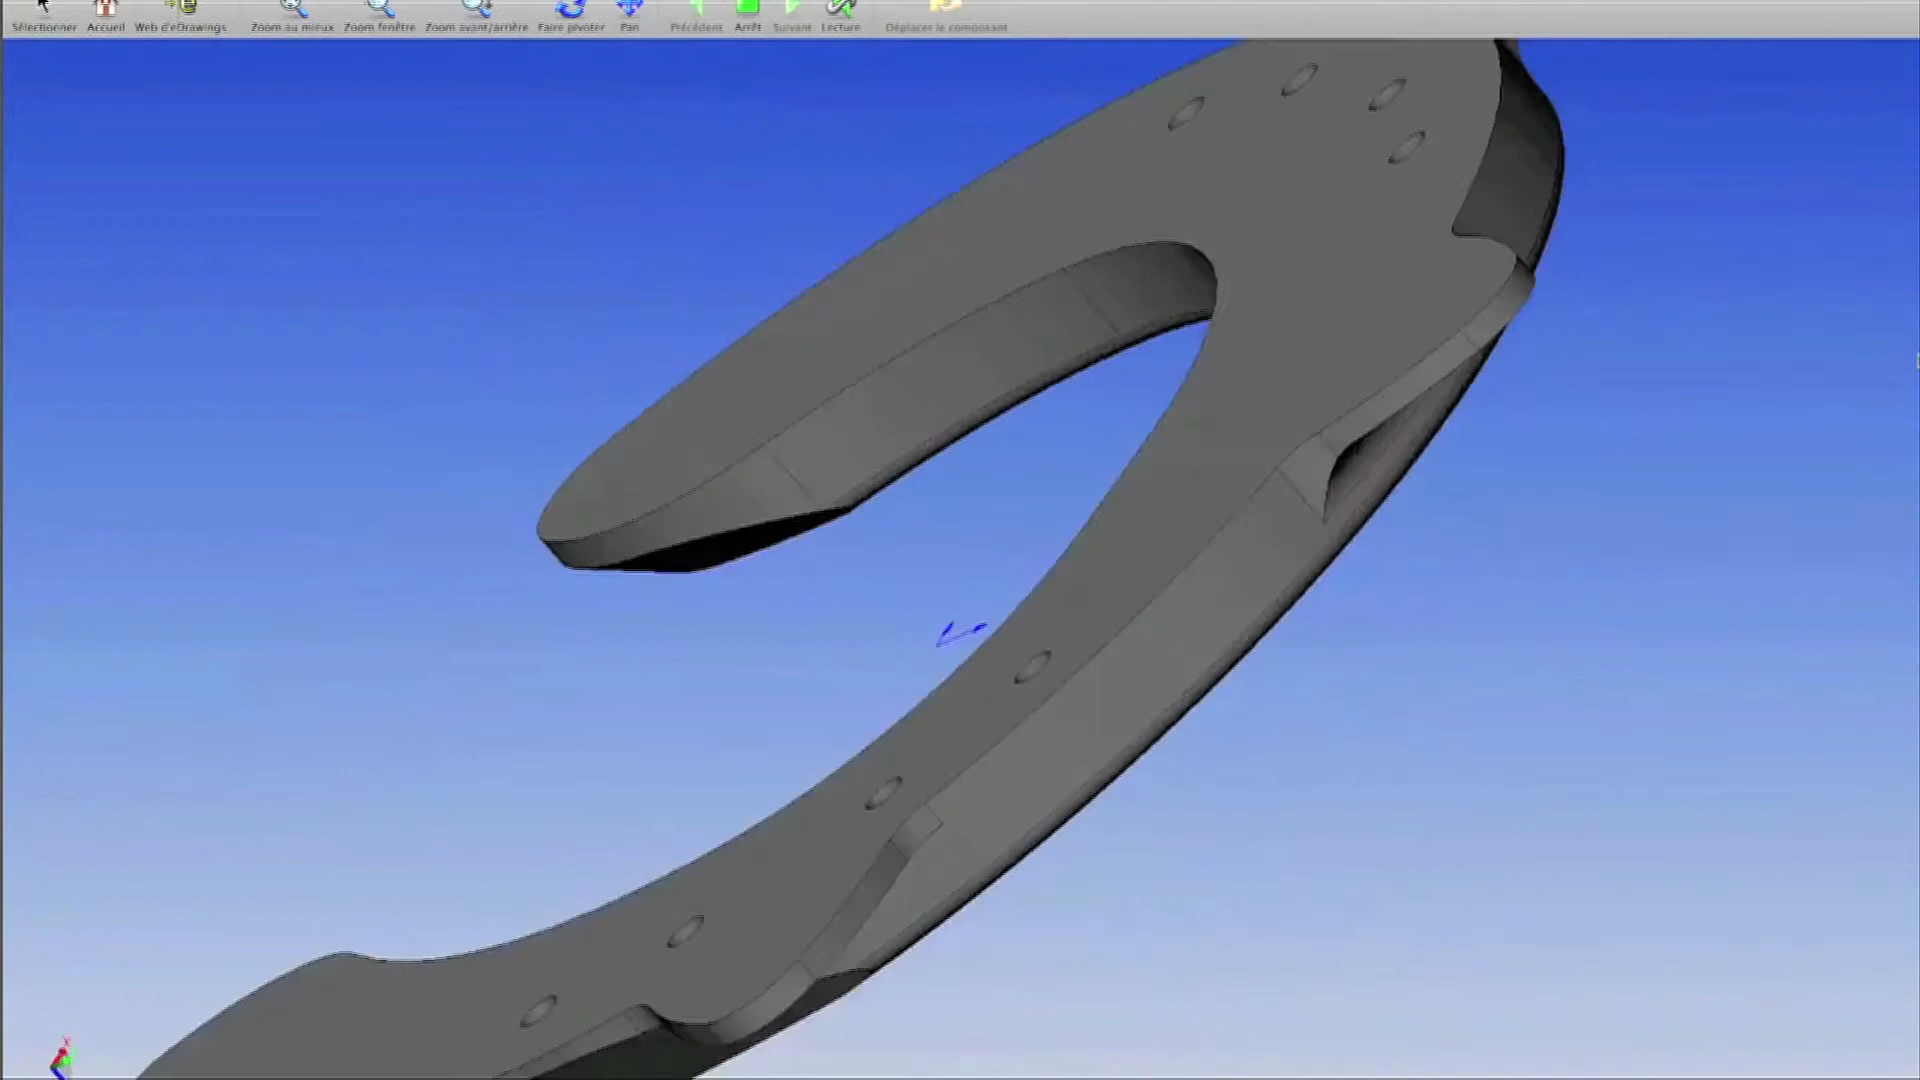 Sélectionner Accueil Web d'eDrawings Zoom au mieux Zoom fenêtre Zoom avant/arrière Faire pivoter Pan Précédent Arrêt Suivant Lecture Déplacer le composant
X